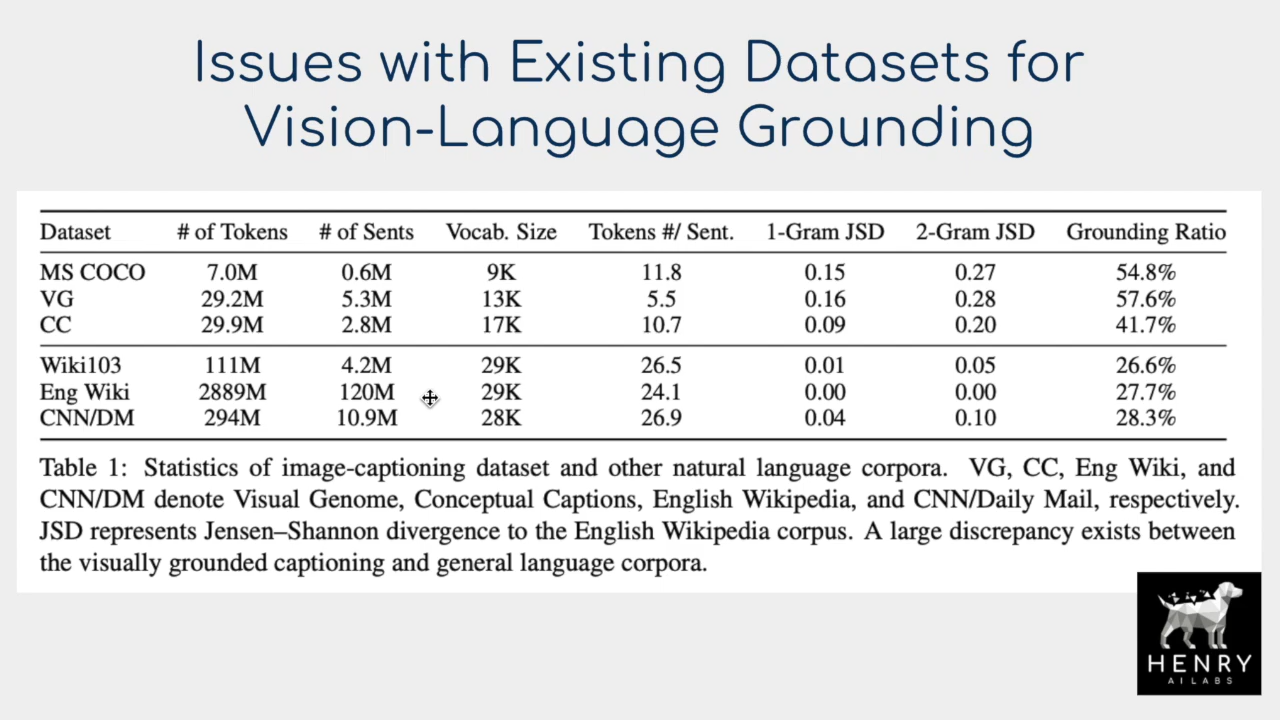 Issues with Existing Datasets for
Vision-Language Grounding
Dataset # of Tokens # of Sents Vocab. Size Tokens #/ Sent. 1-Gram JSD 2-Gram JSD Grounding Ratio
MS COCO 7.0M 0.6M 9K 11.8 0.15 0.27 54.8%
VG 29.2M 5.3M 13K 5.5 0.16 0.28 57.6%
CC 29.9M 2.8M 17K 10.7 0.09 0.20 41.7%
Wiki103 111M 4.2M 29K 26.5 0.01 0.05 26.6%
Eng Wiki 2889M 120M 29K 24.1 0.00 0.00 27.7%
CNN/DM 294M 10.9M 28K 26.9 0.04 0.10 28.3%
Table 1: Statistics of image-captioning dataset and other natural language corpora. VG, CC, Eng Wiki, and
CNN/DM denote Visual Genome, Conceptual Captions, English Wikipedia, and CNN/Daily Mail, respectively.
JSD represents Jensen–Shannon divergence to the English Wikipedia corpus. A large discrepancy exists between
the visually grounded captioning and general language corpora.
HENRY
AI LABS